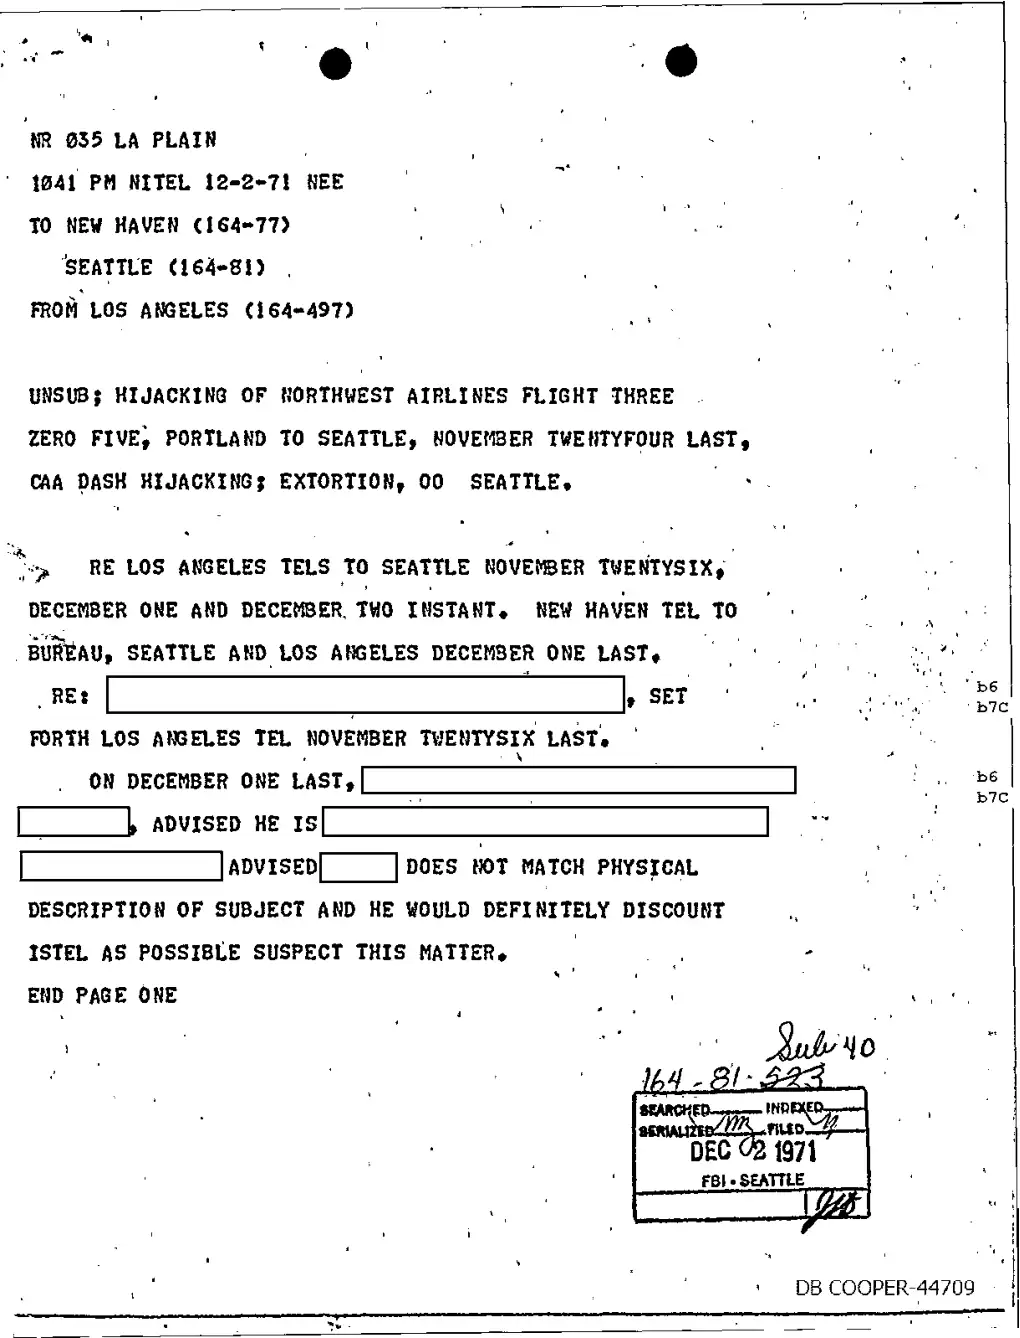 NR 035 LA PLAIN
1041 PM NITEL 12-2-71 NEE
TO NEW HAVEN (164-77)
SEATTLE (164-81)
FROM LOS ANGELES (164-497)
UNSUB; HIJACKING OF NORTHWEST AIRLINES FLIGHT THREE
ZERO FIVE, PORTLAND TO SEATTLE, NOVEMBER TWENTYFOUR LAST,
CAA DASH HIJACKING; EXTORTION, OO SEATTLE.
RE LOS ANGELES TELS TO SEATTLE NOVEMBER TWENTYSIX,
DECEMBER ONE AND DECEMBER TWO INSTANT. NEW HAVEN TEL TO
BUREAU, SEATTLE AND LOS ANGELES DECEMBER ONE LAST.
RE: , SET
b6
b7C
FORTH LOS ANGELES TEL NOVEMBER TWENTYSIX LAST.
ON DECEMBER ONE LAST,
b6
b7C
, ADVISED HE IS
ADVISED DOES NOT MATCH PHYSICAL
DESCRIPTION OF SUBJECT AND HE WOULD DEFINITELY DISCOUNT
ISTEL AS POSSIBLE SUSPECT THIS MATTER.
END PAGE ONE
Sub 40
164-81-523
SEARCHED INDEXED
SERIALIZED FILED
DEC 02 1971
FBI - SEATTLE
DB COOPER-44709